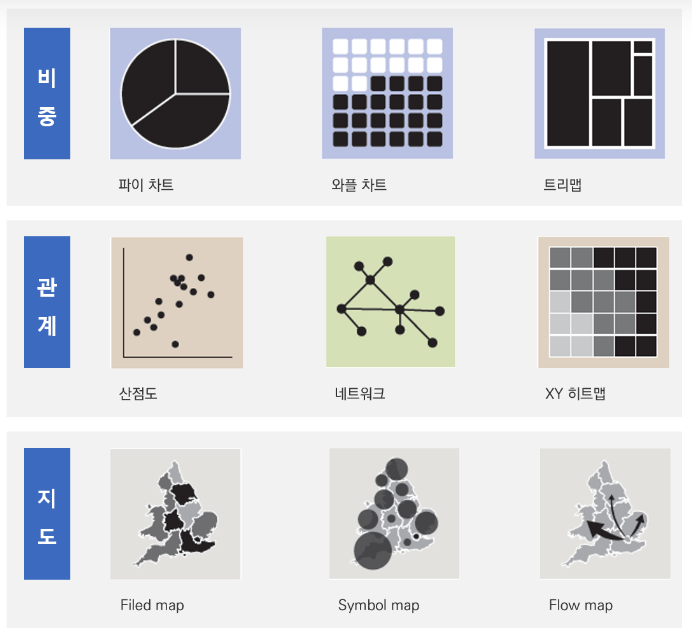 비
중
파이 차트
와플 차트
트리맵
관
계
산점도
네트워크
XY 히트맵
지
도
Filed map
Symbol map
Flow map